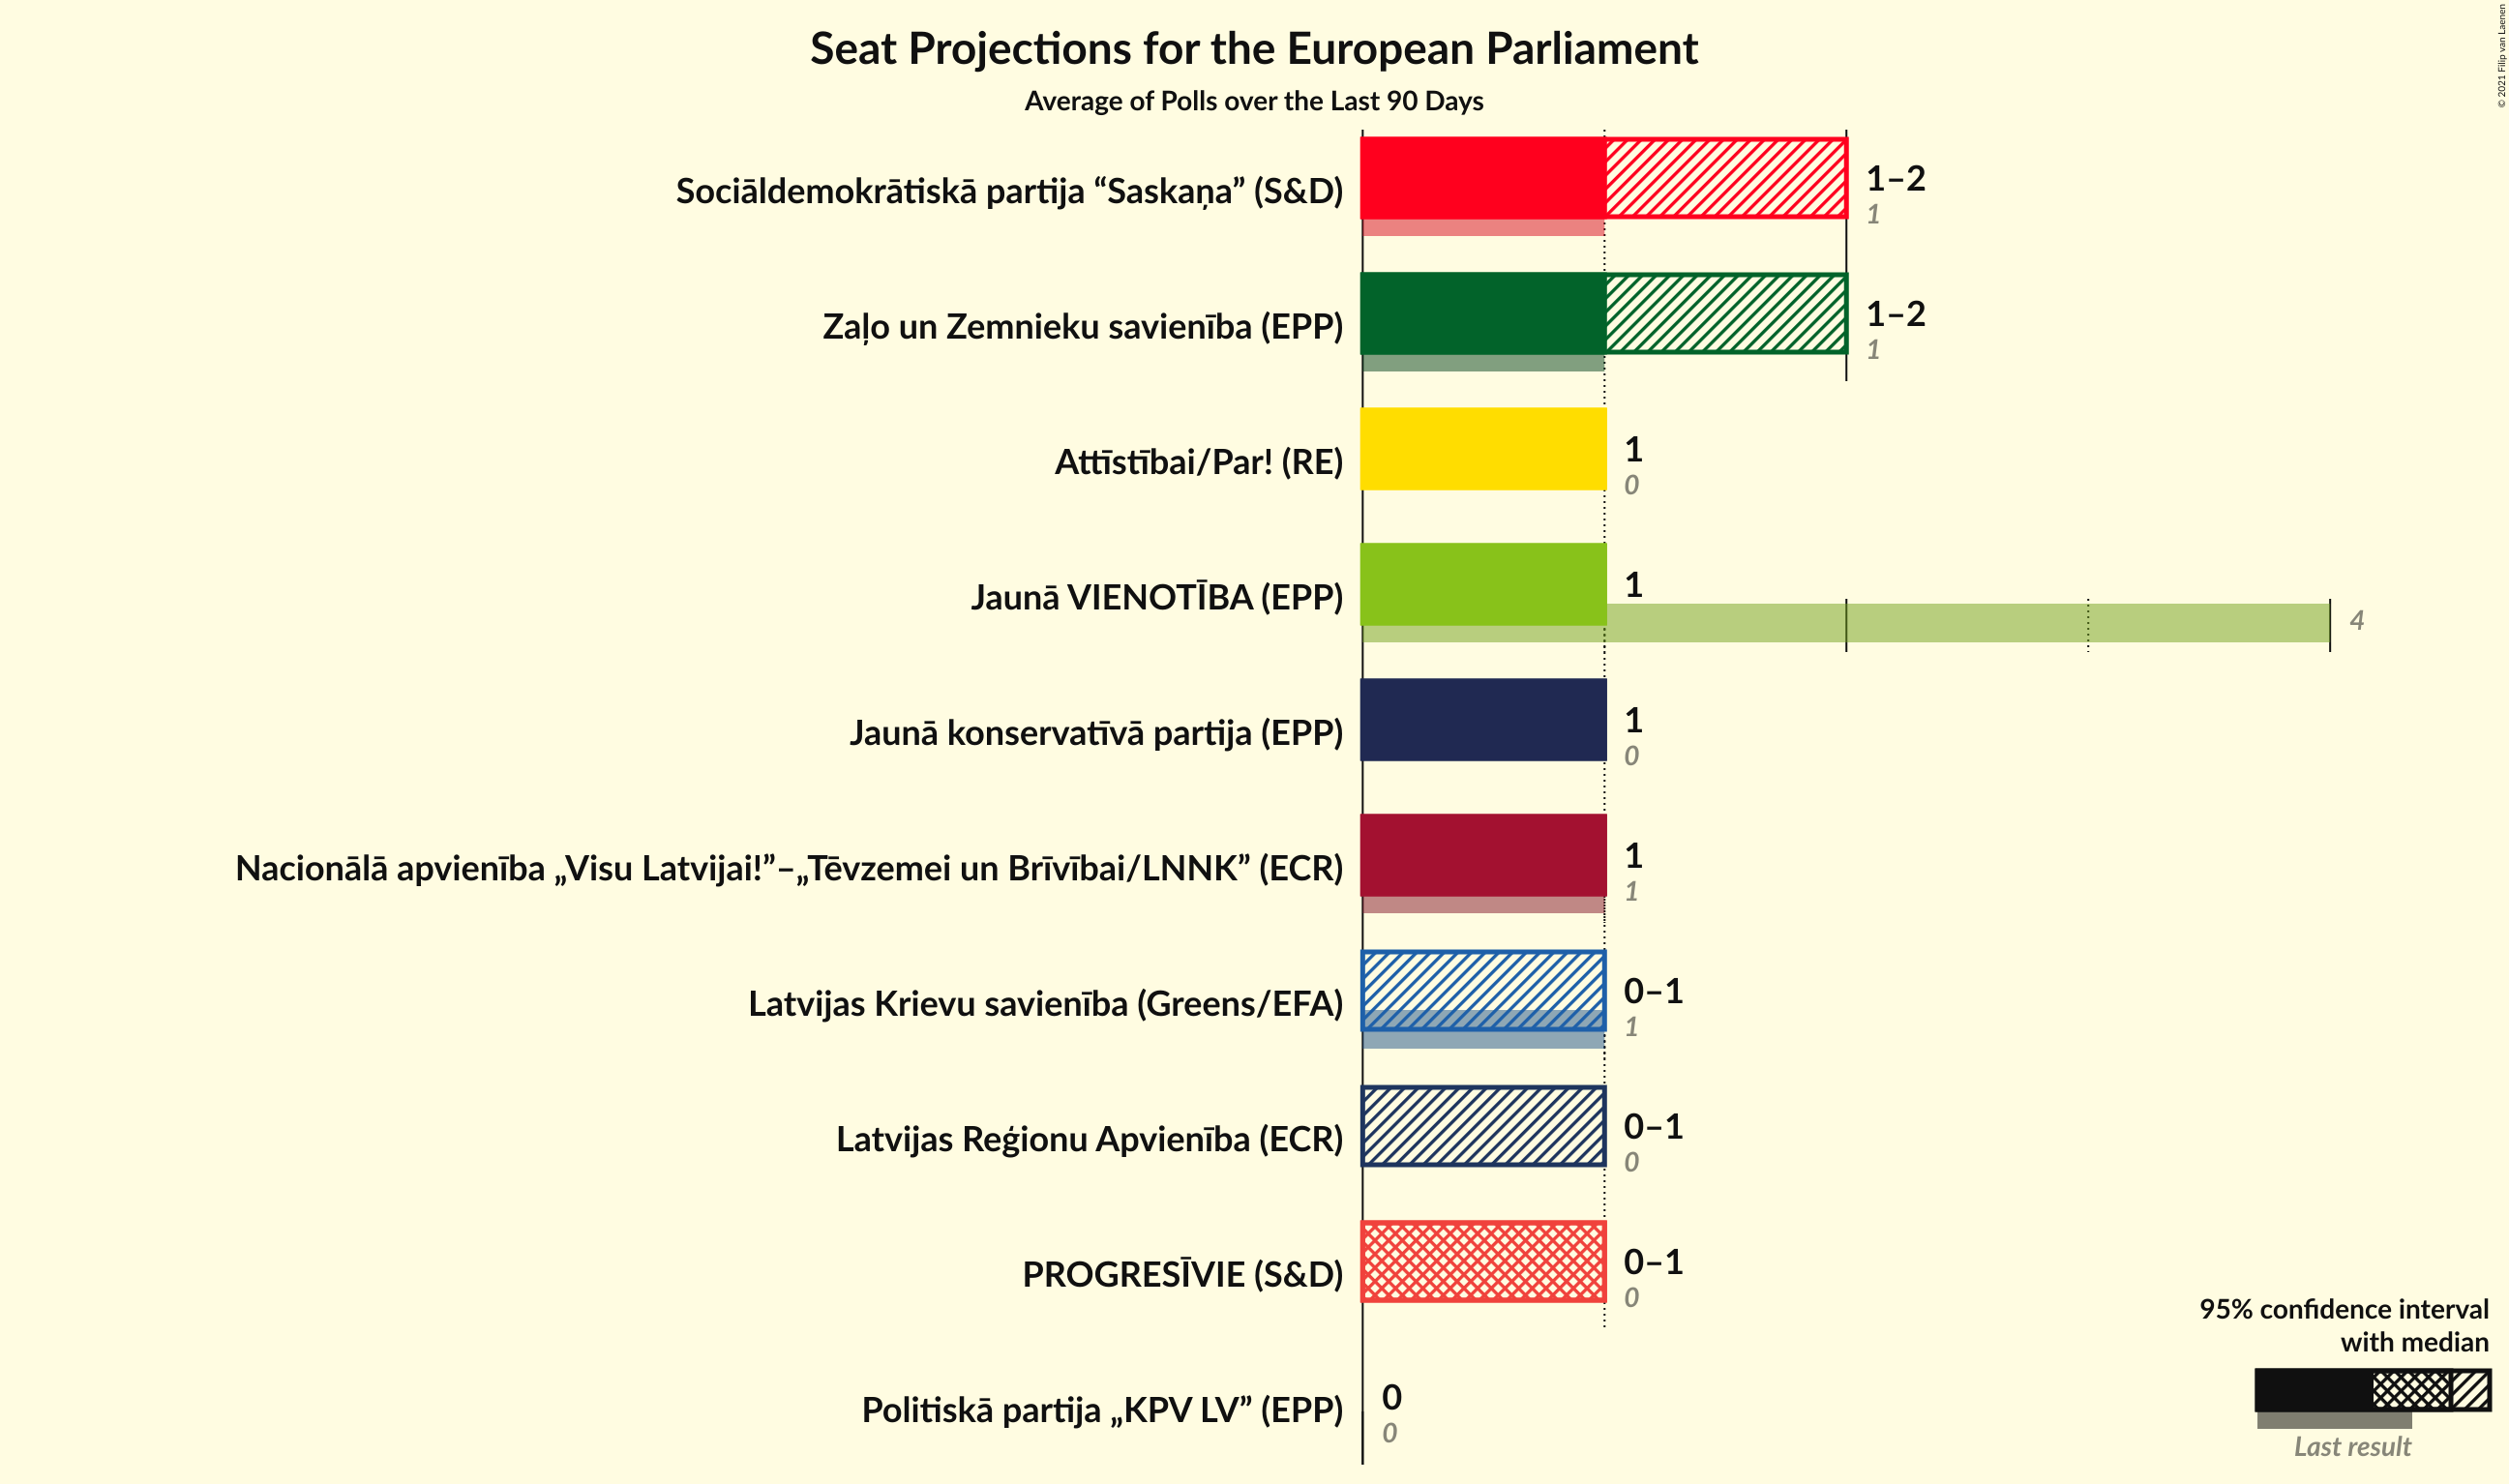 Seat Projections for the European Parliament
Average of Polls over the Last 90 Days
© 2021 Filip van Laenen
Sociāldemokrātiskā partija “Saskaņa” (S&D)
1–2
1
Zaļo un Zemnieku savienība (EPP)
1–2
1
Attīstībai/Par! (RE)
1
0
Jaunā VIENOTĪBA (EPP)
1
4
Jaunā konservatīvā partija (EPP)
1
0
Nacionālā apvienība „Visu Latvijai!”–„Tēvzemei un Brīvībai/LNNK” (ECR)
1
1
Latvijas Krievu savienība (Greens/EFA)
0–1
1
Latvijas Reģionu Apvienība (ECR)
0–1
0
PROGRESĪVIE (S&D)
0–1
0
Politiskā partija „KPV LV” (EPP)
0
0
95% confidence interval
with median
Last result